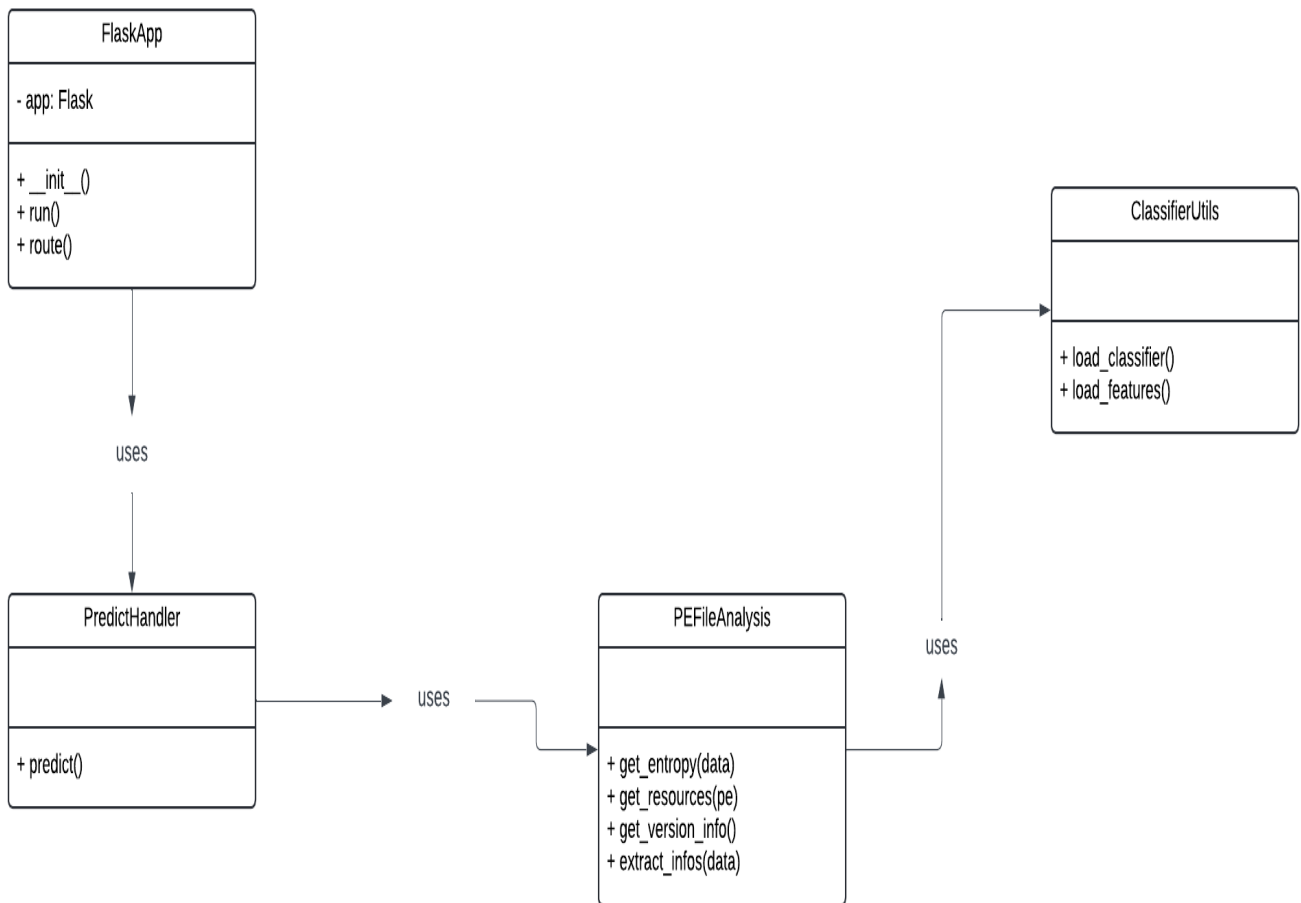 FlaskApp
- app: Flask
+ __init__()
+ run()
+ route()
uses
PredictHandler
+ predict()
uses
PEFileAnalysis
+ get_entropy(data)
+ get_resources(pe)
+ get_version_info()
+ extract_infos(data)
uses
ClassifierUtils
+ load_classifier()
+ load_features()